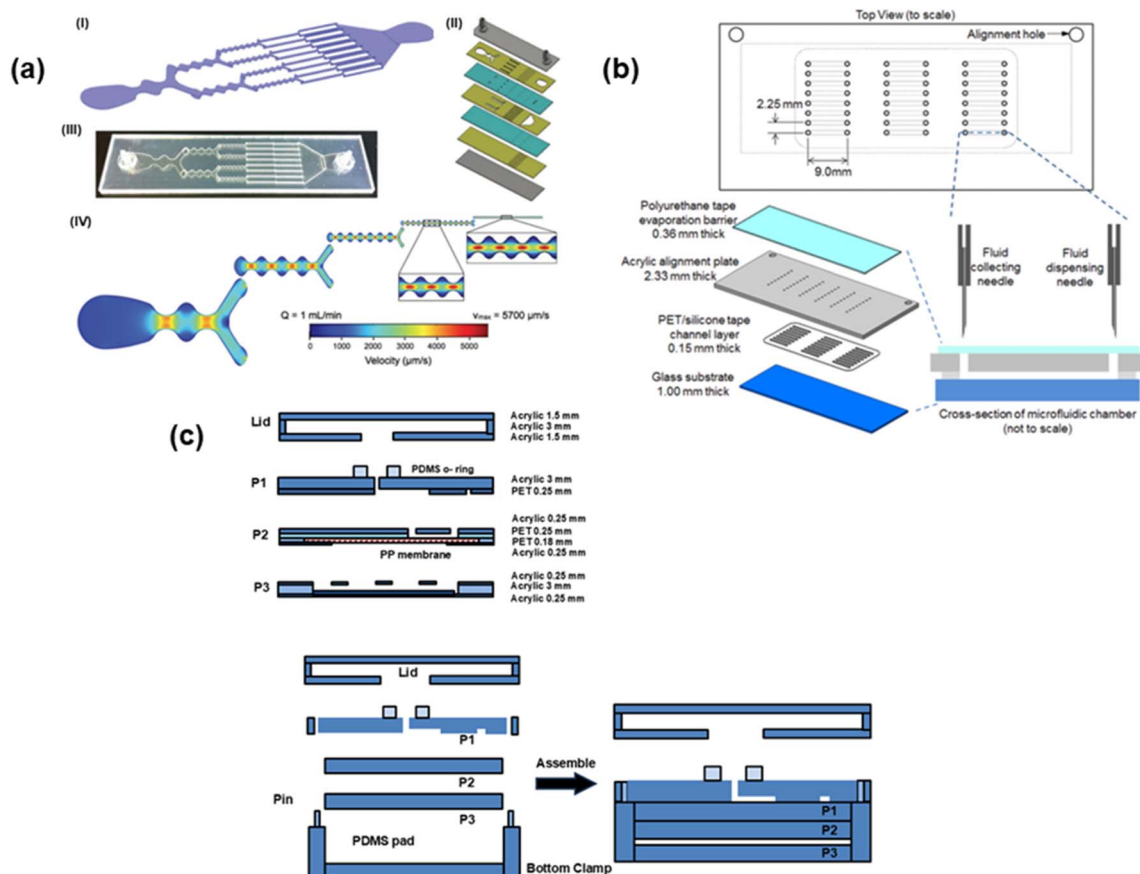 (a)
(I)
(II)
(III)
(IV)
Q = 1 mL/min
vmax = 5700 µm/s
0 1000 2000 3000 4000 5000
Velocity (µm/s)
(b)
Top View (to scale)
Alignment hole
2.25 mm
9.0mm
Polyurethane tape
evaporation barrier
0.36 mm thick
Acrylic alignment plate
2.33 mm thick
PET/silicone tape
channel layer
0.15 mm thick
Glass substrate
1.00 mm thick
Fluid
collecting
needle
Fluid
dispensing
needle
Cross-section of microfluidic chamber
(not to scale)
(c)
Lid
Acrylic 1.5 mm
Acrylic 3 mm
Acrylic 1.5 mm
P1
PDMS o- ring
Acrylic 3 mm
PET 0.25 mm
P2
PP membrane
Acrylic 0.25 mm
PET 0.25 mm
PET 0.18 mm
Acrylic 0.25 mm
P3
Acrylic 0.25 mm
Acrylic 3 mm
Acrylic 0.25 mm
Lid
P1
P2
Pin
P3
PDMS pad
Bottom Clamp
Assemble
P1
P2
P3